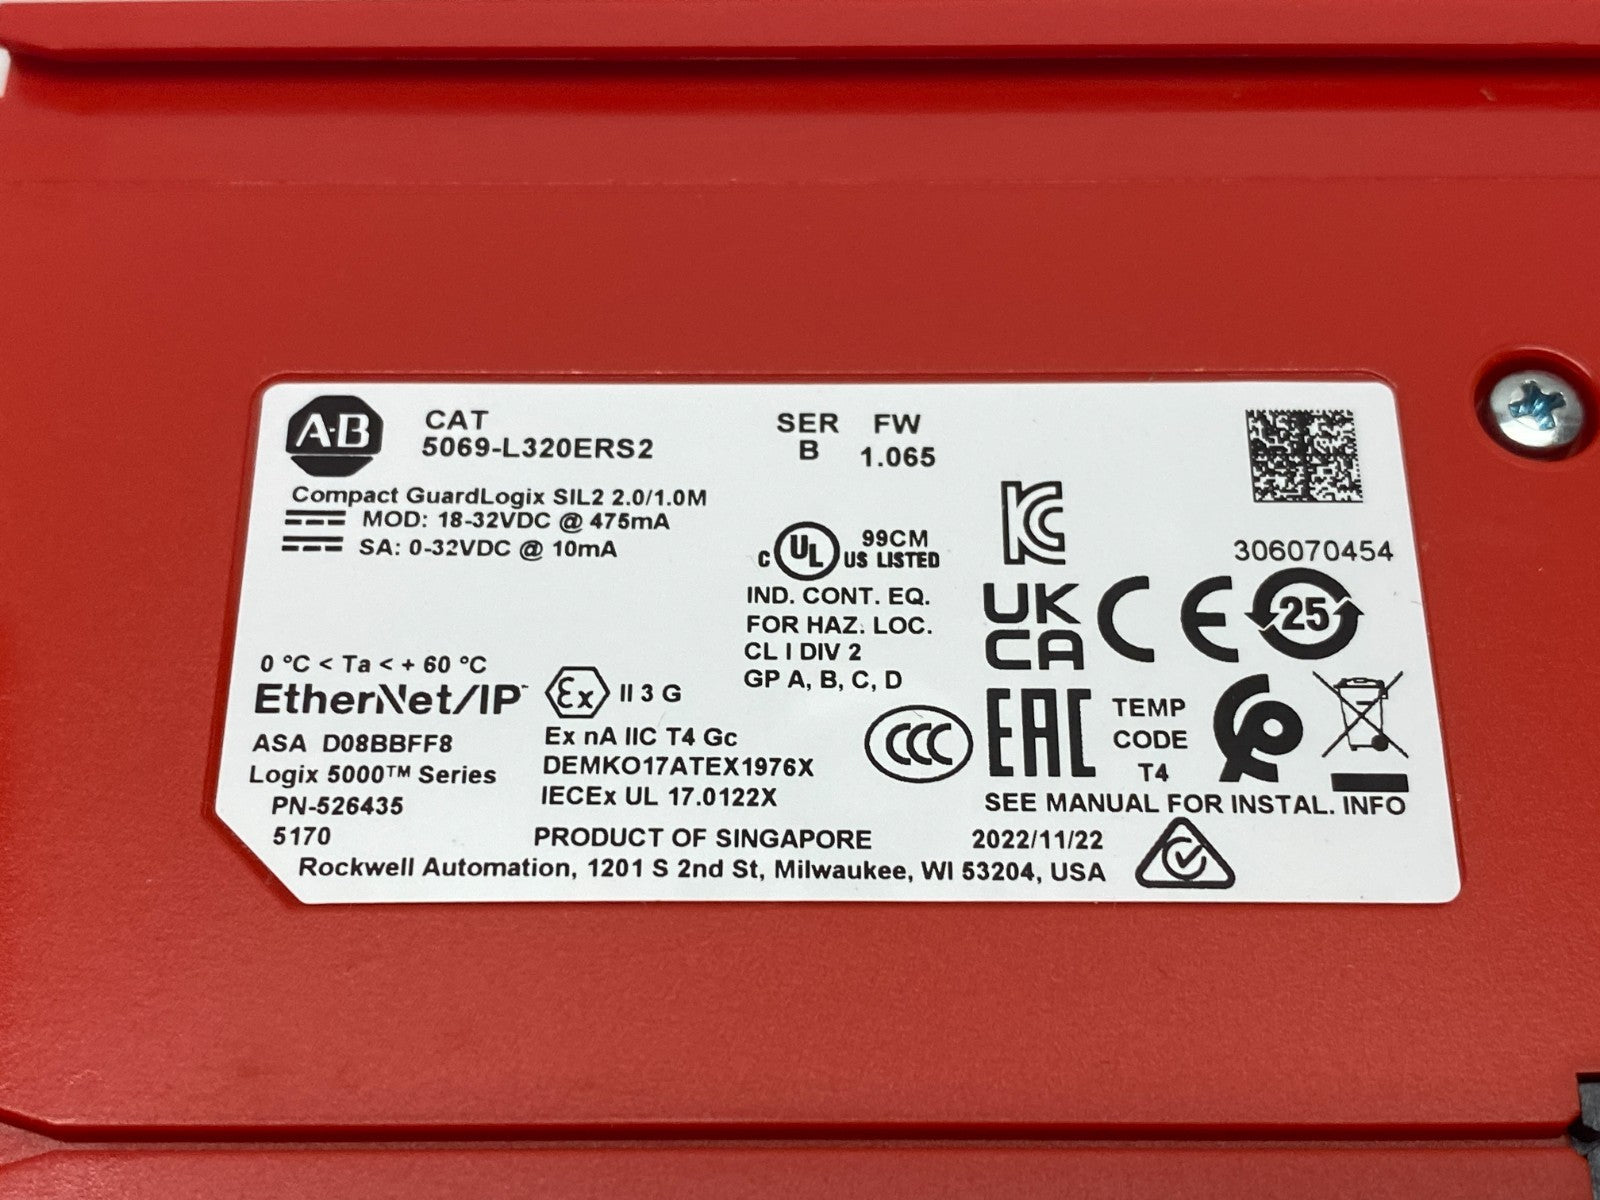 A-B
CAT
5069-L320ERS2
SER FW
B 1.065
Compact GuardLogix SIL2 2.0/1.0M
MOD: 18-32VDC @ 475mA
SA: 0-32VDC @ 10mA
C UL US LISTED 99CM
IND. CONT. EQ.
FOR HAZ. LOC.
CL I DIV 2
GP A, B, C, D
306070454
UK
CA
CE
25
0 °C < Ta < + 60 °C
EtherNet/IP™
ASA D08BBFF8
Logix 5000™ Series
PN-526435
5170
Ex II 3 G
Ex nA IIC T4 Gc
DEMKO17ATEX1976X
IECEx UL 17.0122X
CCC
EAC
TEMP
CODE
T4
SEE MANUAL FOR INSTAL. INFO
PRODUCT OF SINGAPORE 2022/11/22
Rockwell Automation, 1201 S 2nd St, Milwaukee, WI 53204, USA